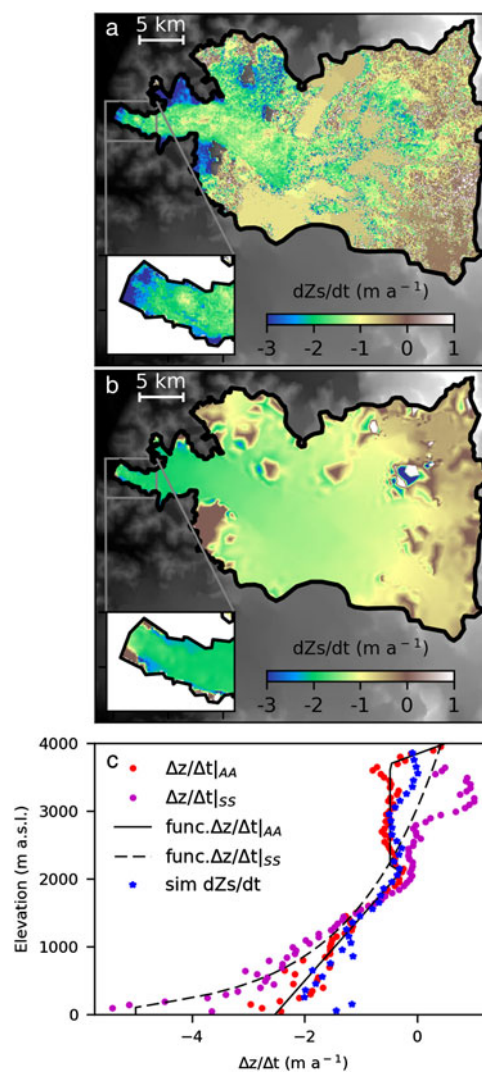 a
5 km
dZs/dt (m a⁻¹)
-3 -2 -1 0 1
b
5 km
dZs/dt (m a⁻¹)
-3 -2 -1 0 1
c
Δz/Δt|AA
Δz/Δt|SS
func.Δz/Δt|AA
func.Δz/Δt|SS
sim dZs/dt
4000
3000
2000
1000
0
Elevation (m a.s.l.)
−4 −2 0
Δz/Δt (m a⁻¹)